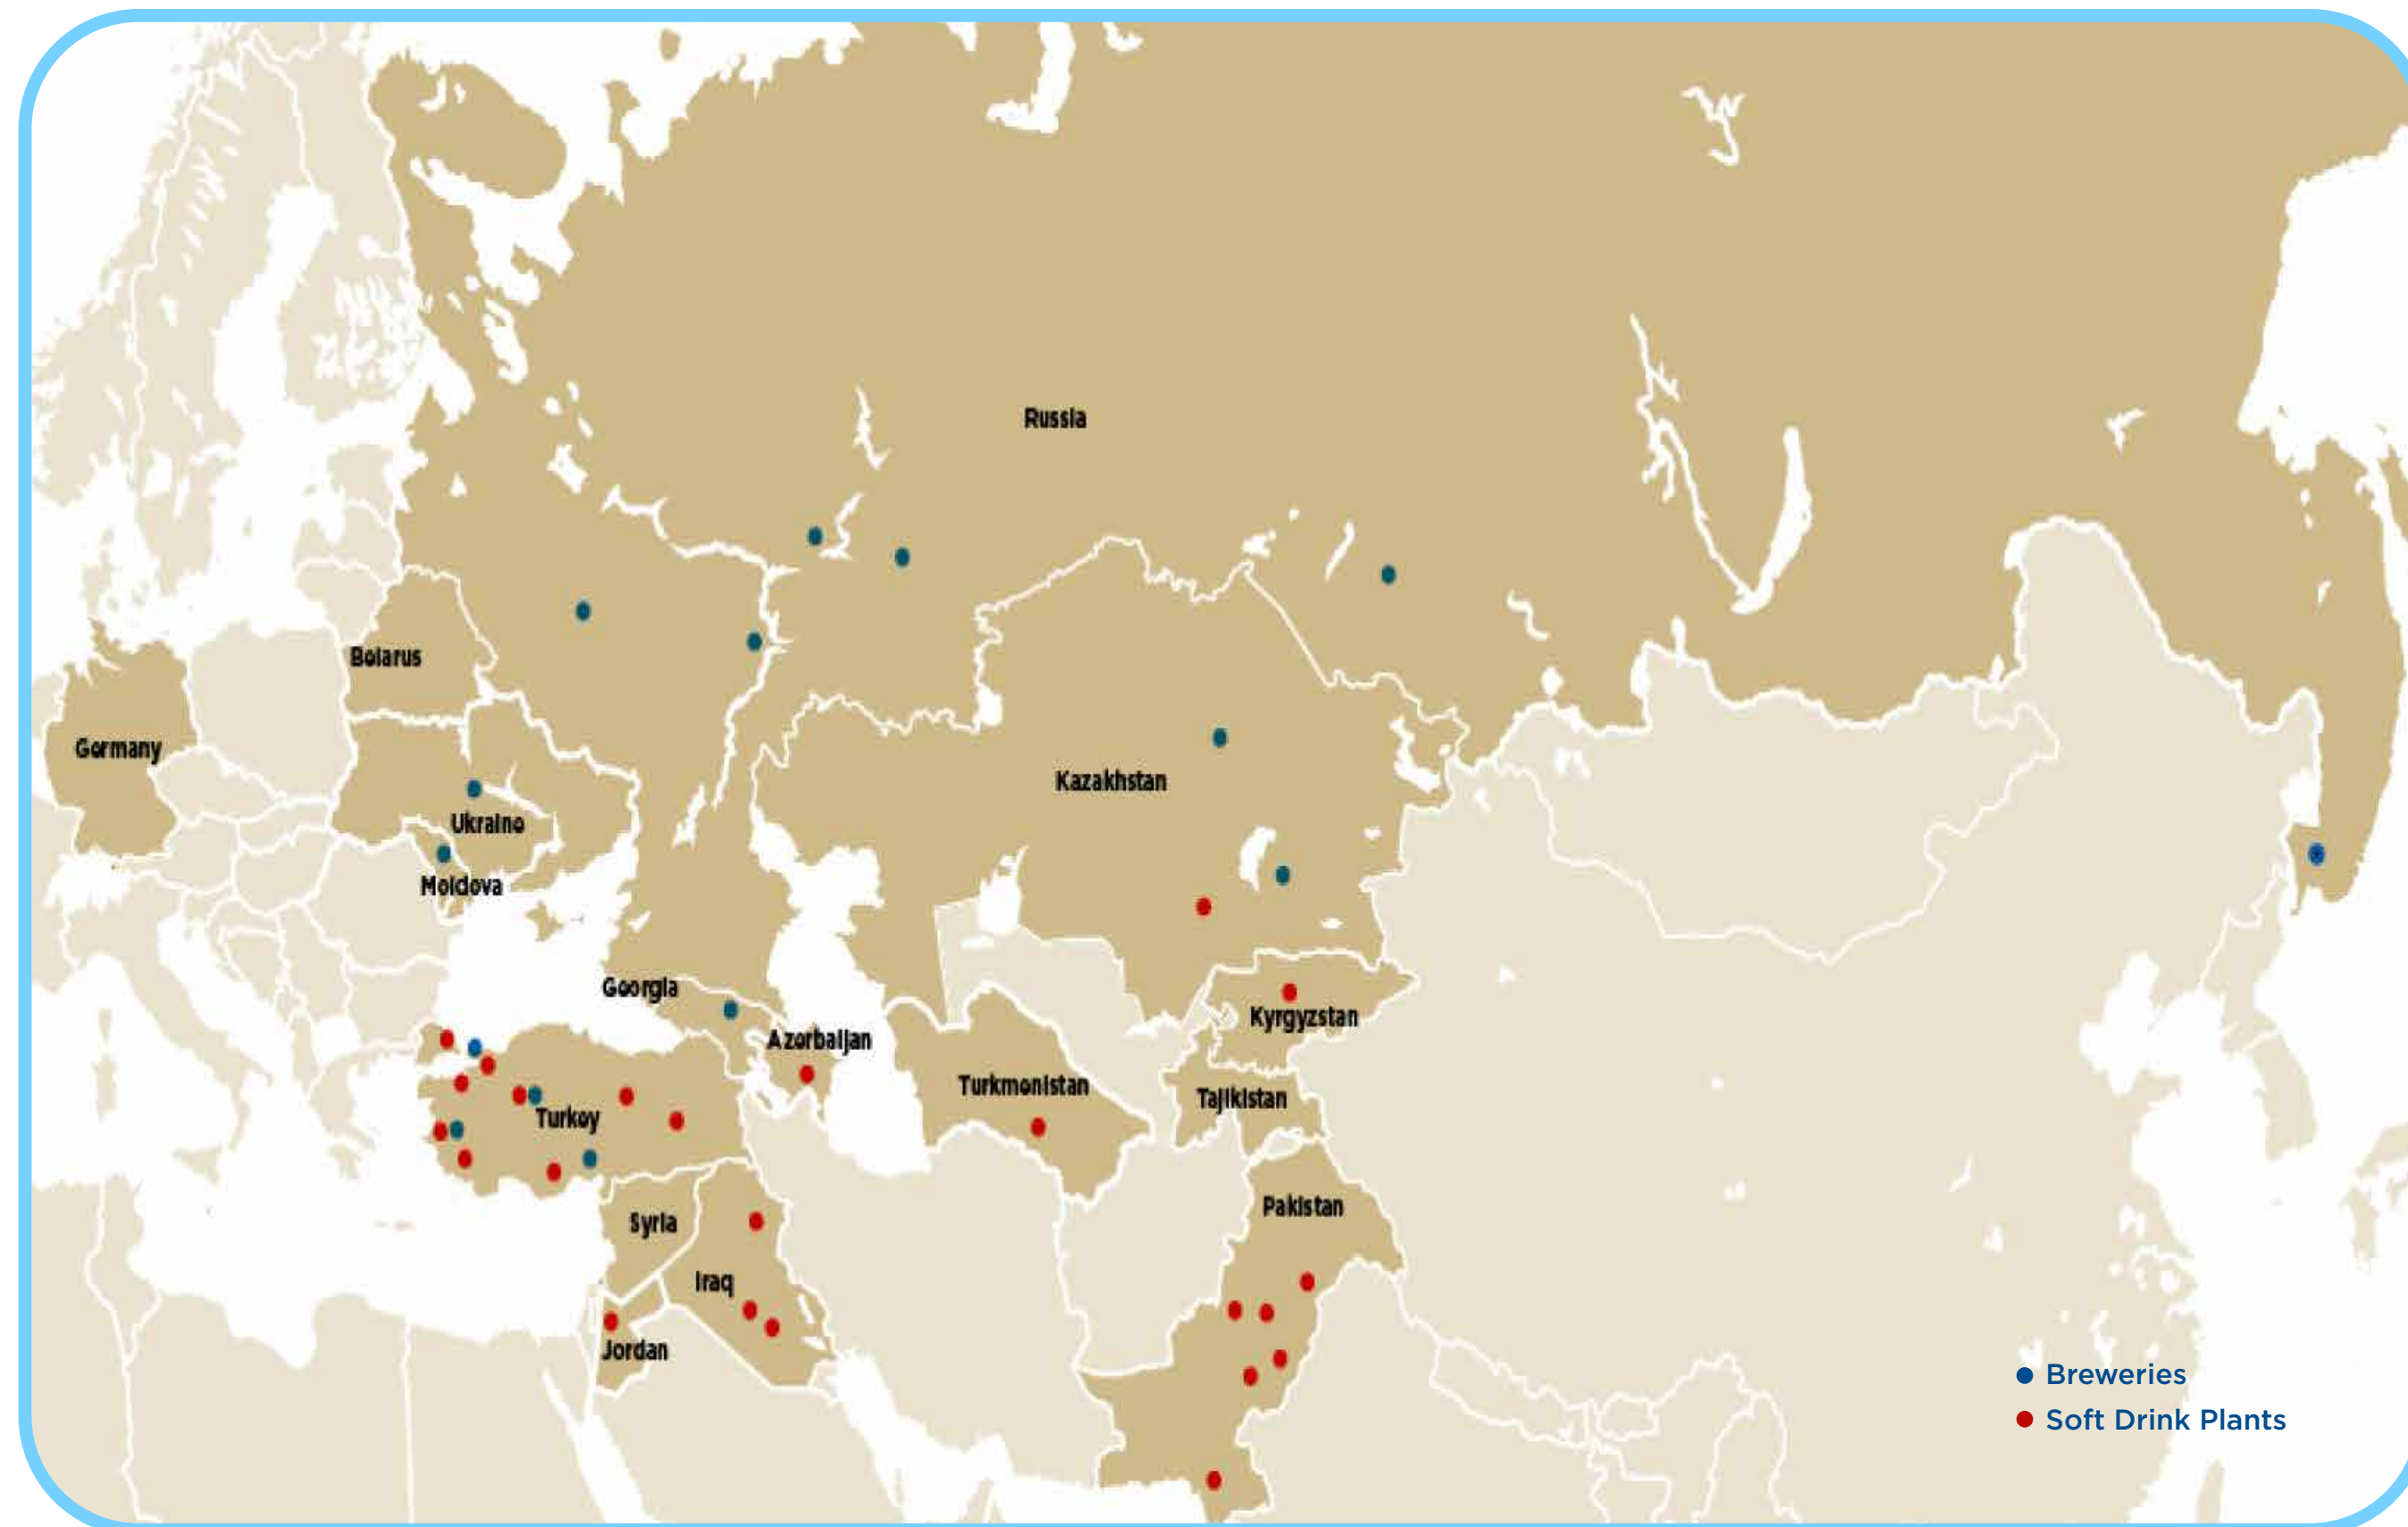 Russia
Belarus
Germany
Kazakhstan
Ukraine
Moldova
Georgia
Kyrgyzstan
Azerbaijan
Turkmenistan
Tajikistan
Turkey
Pakistan
Syria
Iraq
Jordan
Breweries
Soft Drink Plants